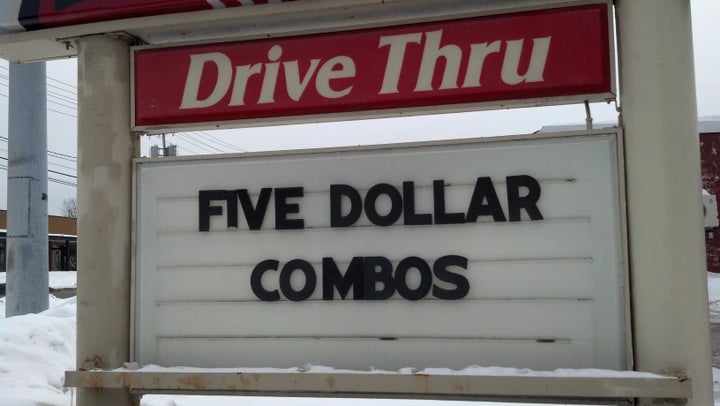 Drive Thru
FIVE DOLLAR
COMBOS